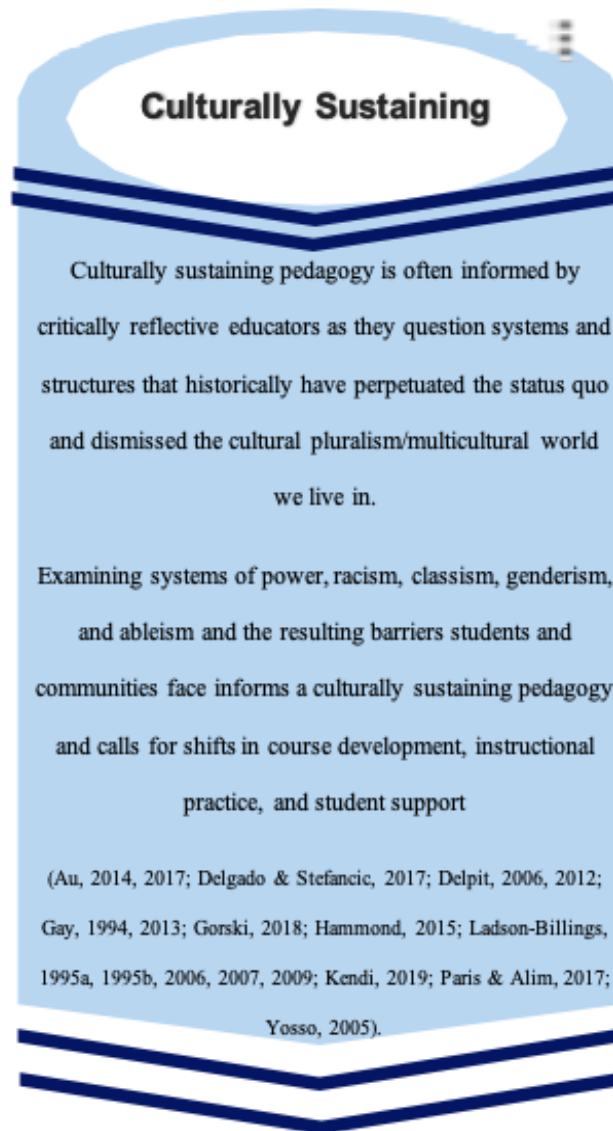 Culturally Sustaining
Culturally sustaining pedagogy is often informed by
critically reflective educators as they question systems and
structures that historically have perpetuated the status quo
and dismissed the cultural pluralism/multicultural world
we live in.
Examining systems of power, racism, classism, genderism,
and ableism and the resulting barriers students and
communities face informs a culturally sustaining pedagogy
and calls for shifts in course development, instructional
practice, and student support
(Au, 2014, 2017; Delgado & Stefancic, 2017; Delpit, 2006, 2012;
Gay, 1994, 2013; Gorski, 2018; Hammond, 2015; Ladson-Billings,
1995a, 1995b, 2006, 2007, 2009; Kendi, 2019; Paris & Alim, 2017;
Yosso, 2005).